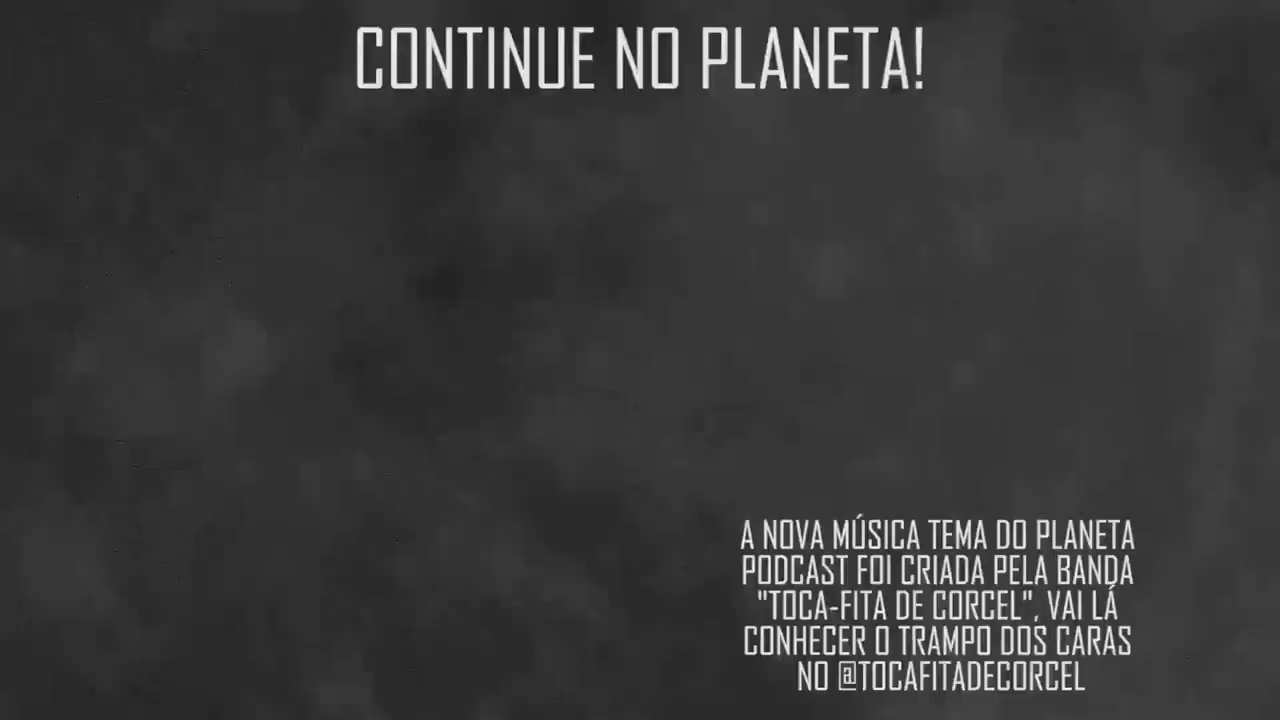 CONTINUE NO PLANETA!
A NOVA MÚSICA TEMA DO PLANETA
PODCAST FOI CRIADA PELA BANDA
"TOCA-FITA DE CORCEL", VAI LÁ
CONHECER O TRAMPO DOS CARAS
NO @TOCAFITADECORCEL